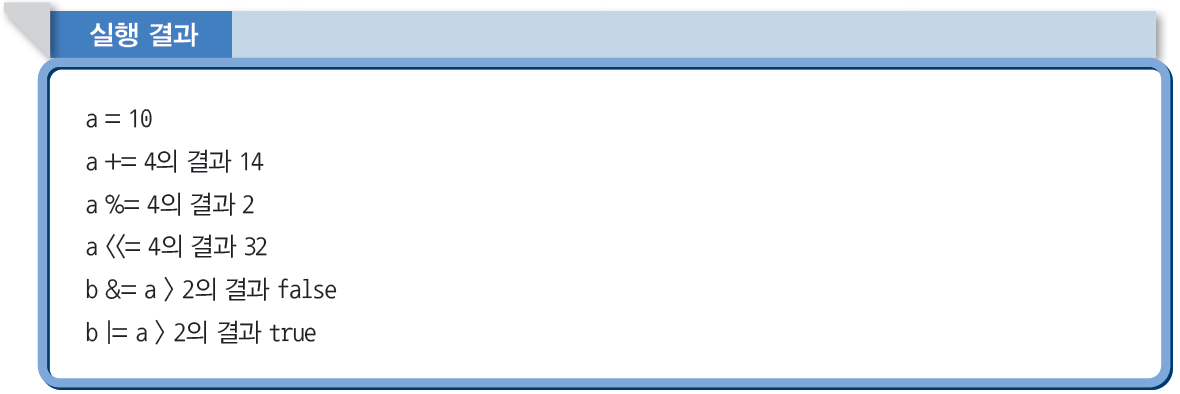 실행 결과
a = 10
a += 4의 결과 14
a %= 4의 결과 2
a <<= 4의 결과 32
b &= a > 2의 결과 false
b |= a > 2의 결과 true